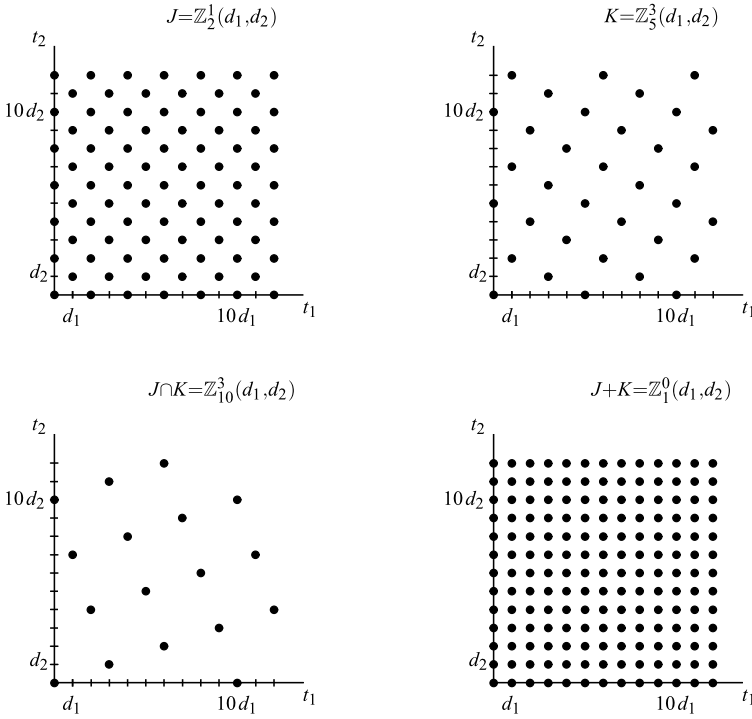 J=ℤ₂¹(d₁,d₂)
t₂
10d₂
d₂
d₁
10d₁
t₁
K=ℤ₅³(d₁,d₂)
t₂
10d₂
d₂
d₁
10d₁
t₁
J∩K=ℤ₁₀³(d₁,d₂)
t₂
10d₂
d₂
d₁
10d₁
t₁
J+K=ℤ₁⁰(d₁,d₂)
t₂
10d₂
d₂
d₁
10d₁
t₁